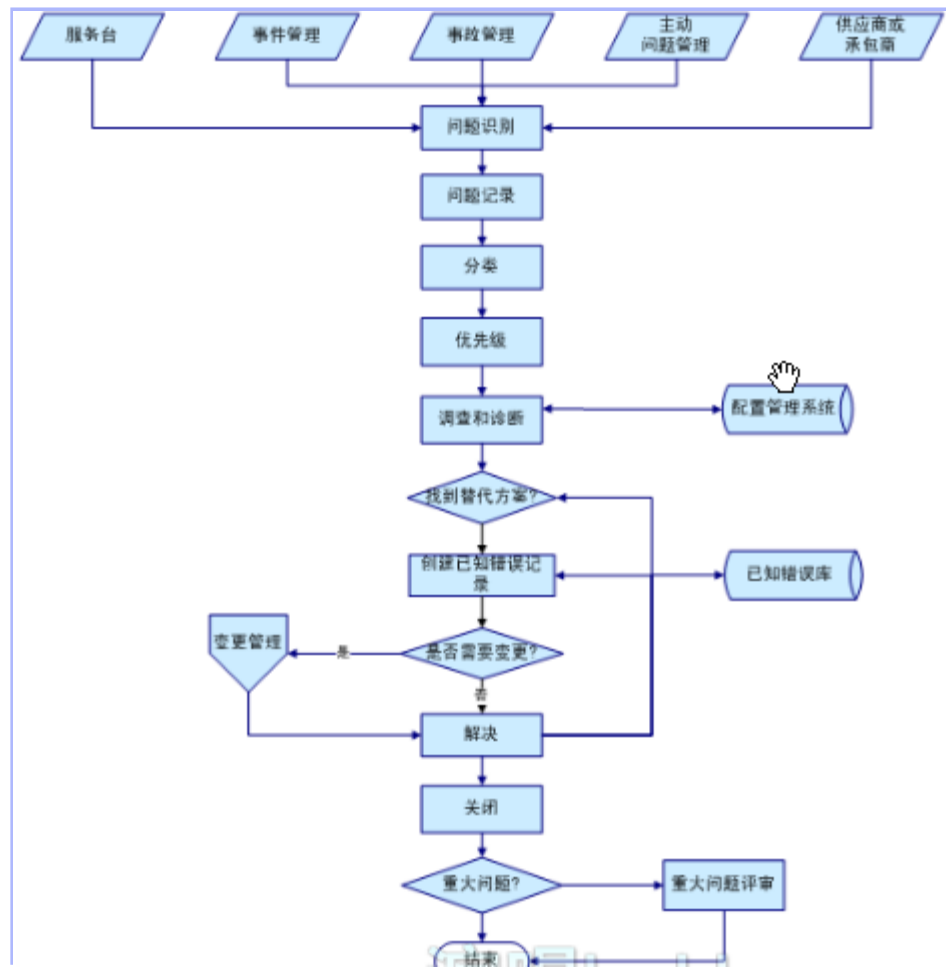 服务台
事件管理
事故管理
主动
问题管理
供应商或
承包商
问题识别
问题记录
分类
优先级
调查和诊断
配置管理系统
找到替代方案?
创建已知错误记
录
已知错误库
变更管理
是
是否需要变更?
否
解决
关闭
重大问题?
重大问题评审
结束